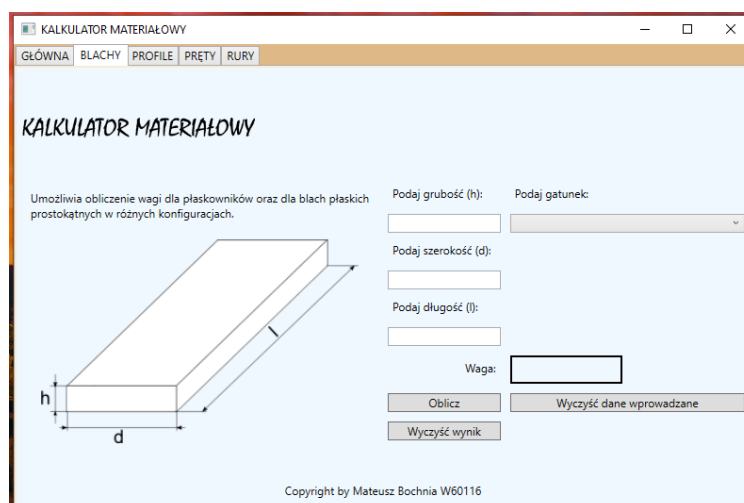 KALKULATOR MATERIAŁOWY
GŁÓWNA BLACHY PROFILE PRĘTY RURY
KALKULATOR MATERIAŁOWY
Umożliwia obliczenie wagi dla płaskowników oraz dla blach płaskich
prostokątnych w różnych konfiguracjach.
Podaj grubość (h): Podaj gatunek:
Podaj szerokość (d):
Podaj długość (l):
Waga:
Oblicz Wyczyść dane wprowadzane
Wyczyść wynik
h
d
l
Copyright by Mateusz Bochnia W60116